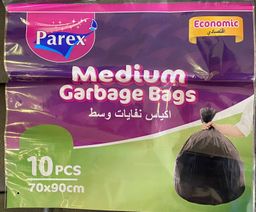 Parex
Economic
اقتصادي
Medium
Garbage Bags
اكياس نفايات وسط
10 PCS
70x90cm